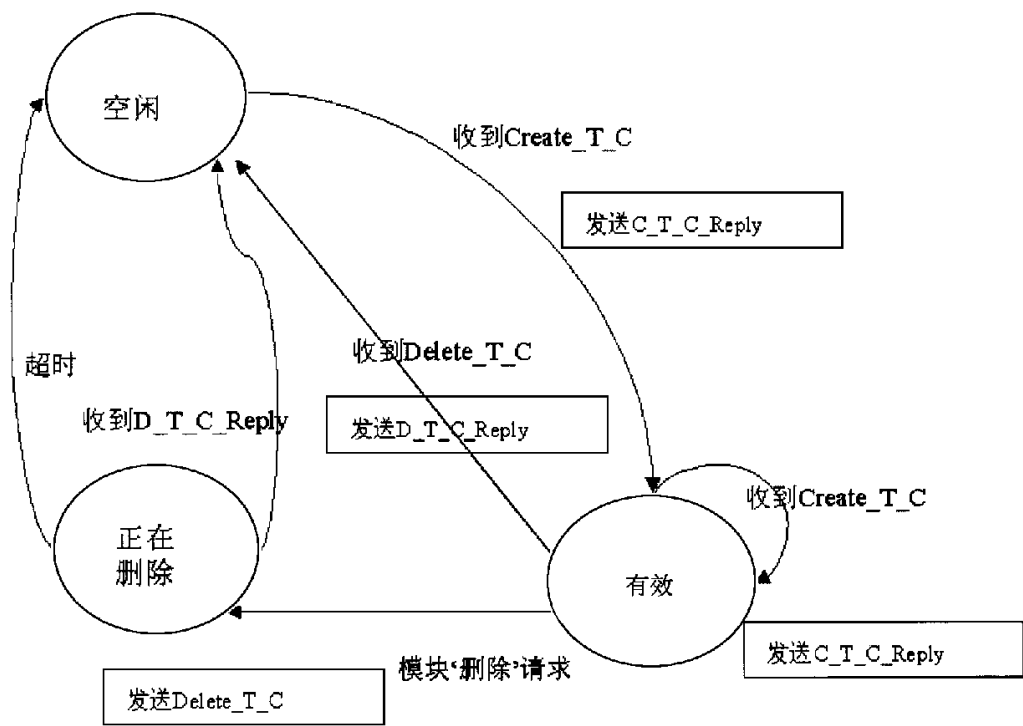 空闲
收到Create_T_C
发送C_T_C_Reply
收到Delete_T_C
超时
收到D_T_C_Reply
发送D_T_C_Reply
收到Create_T_C
正在
删除
有效
发送C_T_C_Reply
模块‘删除’请求
发送Delete_T_C